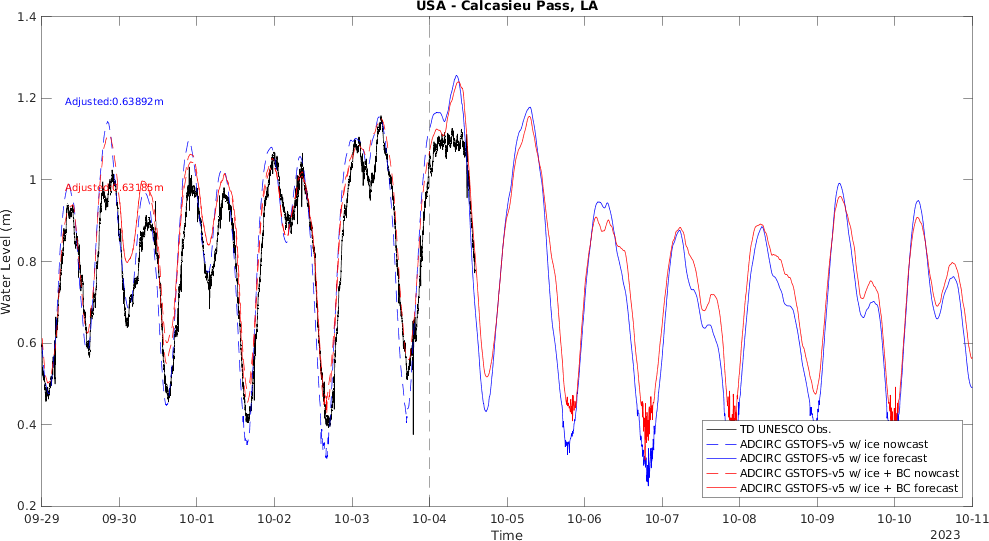 USA - Calcasieu Pass, LA
1.4
1.2
1
0.8
0.6
0.4
0.2
Water Level (m)
Adjusted:0.63892m
Adjusted:0.63185m
TD UNESCO Obs.
ADCIRC GSTOFS-v5 w/ ice nowcast
ADCIRC GSTOFS-v5 w/ ice forecast
ADCIRC GSTOFS-v5 w/ ice + BC nowcast
ADCIRC GSTOFS-v5 w/ ice + BC forecast
09-29 09-30 10-01 10-02 10-03 10-04 10-05 10-06 10-07 10-08 10-09 10-10 10-11
Time
2023